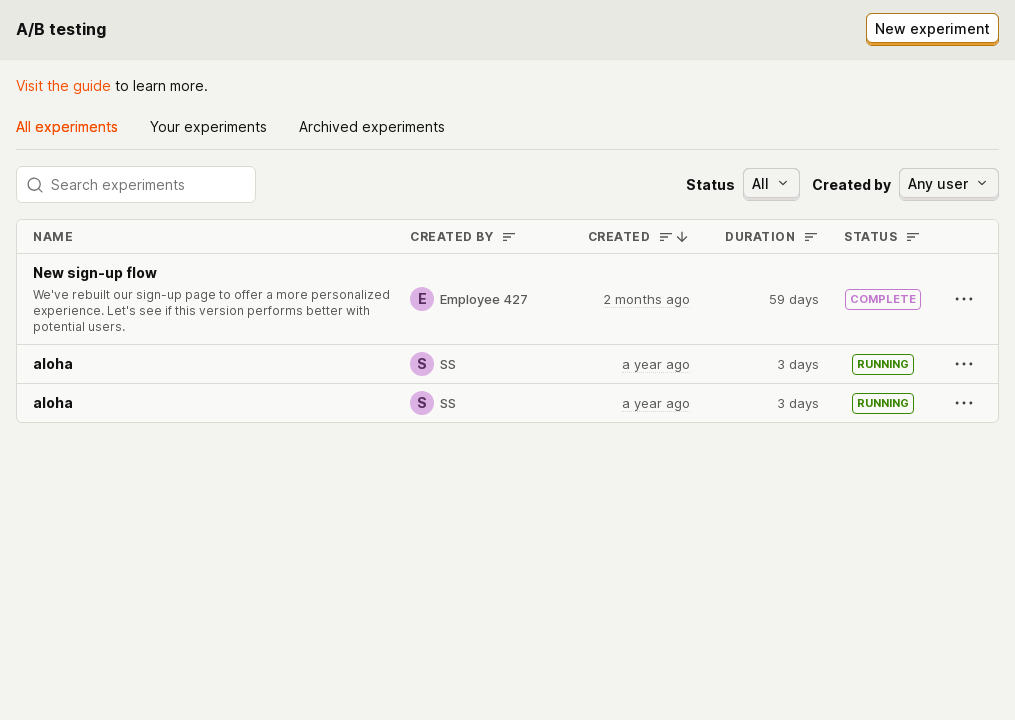 A/B testing
New experiment
Visit the guide to learn more.
All experiments
Your experiments
Archived experiments
Search experiments
Status
All
Created by
Any user
NAME
CREATED BY
CREATED
DURATION
STATUS
New sign-up flow
We've rebuilt our sign-up page to offer a more personalized
experience. Let's see if this version performs better with
potential users.
E
Employee 427
2 months ago
59 days
COMPLETE
aloha
S
SS
a year ago
3 days
RUNNING
aloha
S
SS
a year ago
3 days
RUNNING